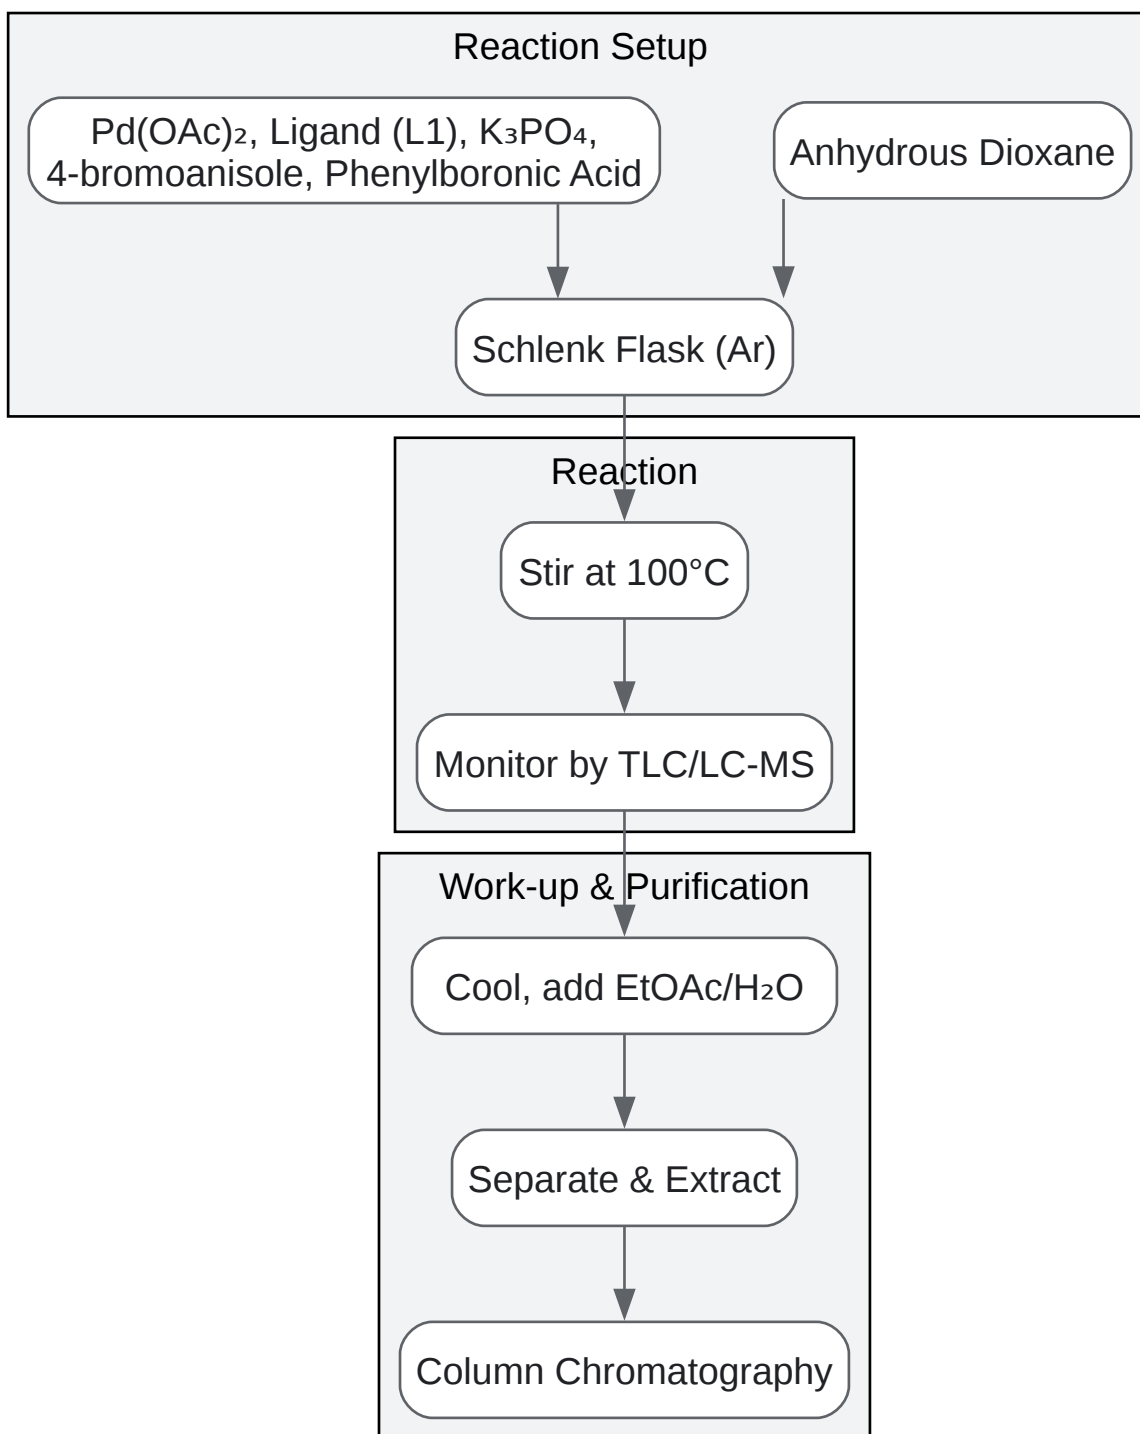 Reaction Setup
Pd(OAc)₂, Ligand (L1), K₃PO₄,
4-bromoanisole, Phenylboronic Acid
Anhydrous Dioxane
Schlenk Flask (Ar)
Reaction
Stir at 100°C
Monitor by TLC/LC-MS
Work-up & Purification
Cool, add EtOAc/H₂O
Separate & Extract
Column Chromatography